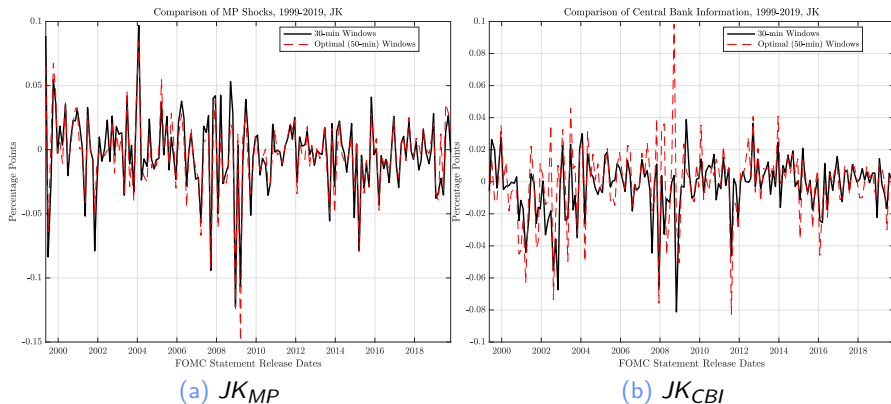 Comparison of MP Shocks, 1999-2019, JK
30-min Windows
Optimal (50-min) Windows
Percentage Points
0.1
0.05
0
-0.05
-0.1
-0.15
2000 2002 2004 2006 2008 2010 2012 2014 2016 2018
FOMC Statement Release Dates
(a) JK_MP
Comparison of Central Bank Information, 1999-2019, JK
30-min Windows
Optimal (50-min) Windows
Percentage Points
0.1
0.08
0.06
0.04
0.02
0
-0.02
-0.04
-0.06
-0.08
-0.1
2000 2002 2004 2006 2008 2010 2012 2014 2016 2018
FOMC Statement Release Dates
(b) JK_CBI